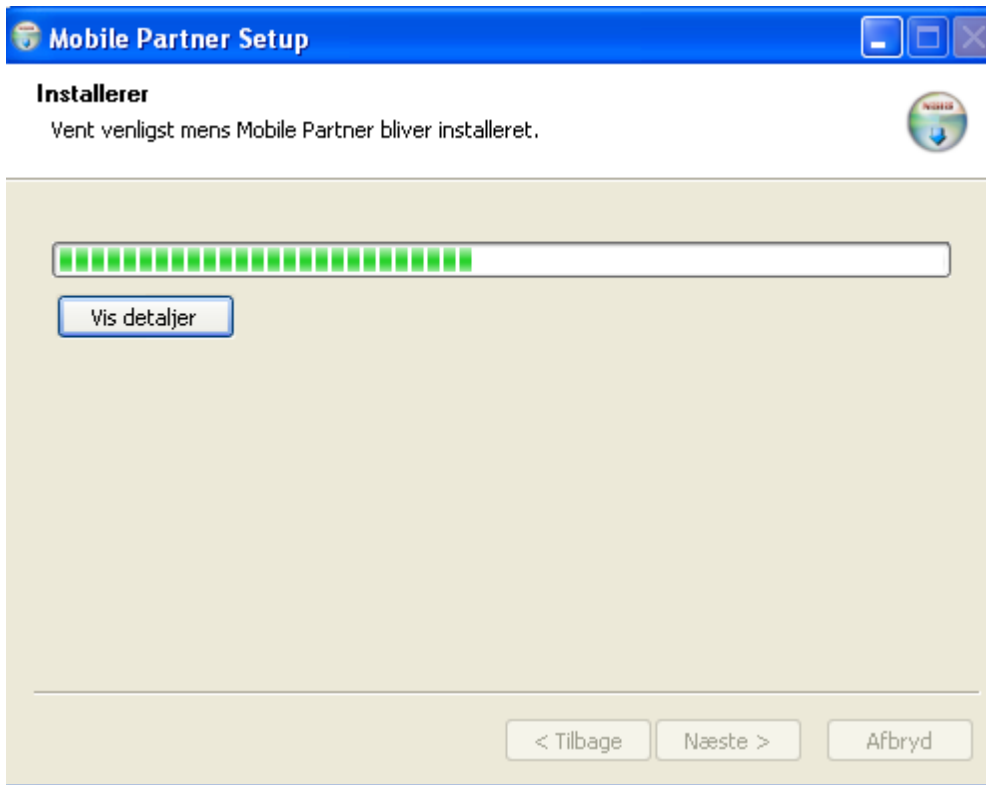 Mobile Partner Setup
Installerer
Vent venligst mens Mobile Partner bliver installeret.
Vis detaljer
< Tilbage
Næste >
Afbryd